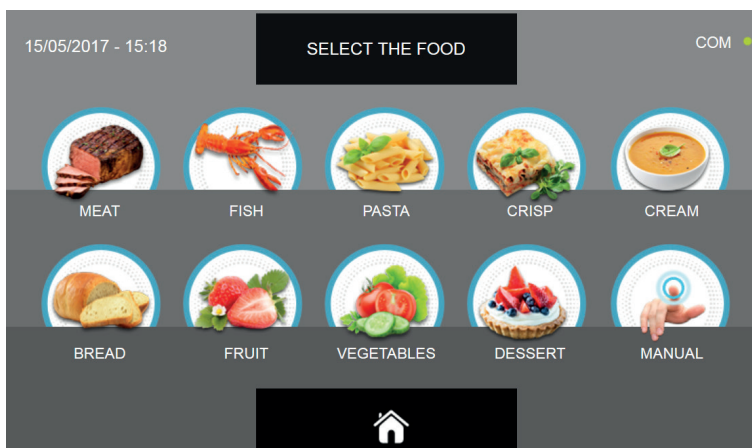 15/05/2017 - 15:18
SELECT THE FOOD
COM
MEAT
FISH
PASTA
CRISP
CREAM
BREAD
FRUIT
VEGETABLES
DESSERT
MANUAL